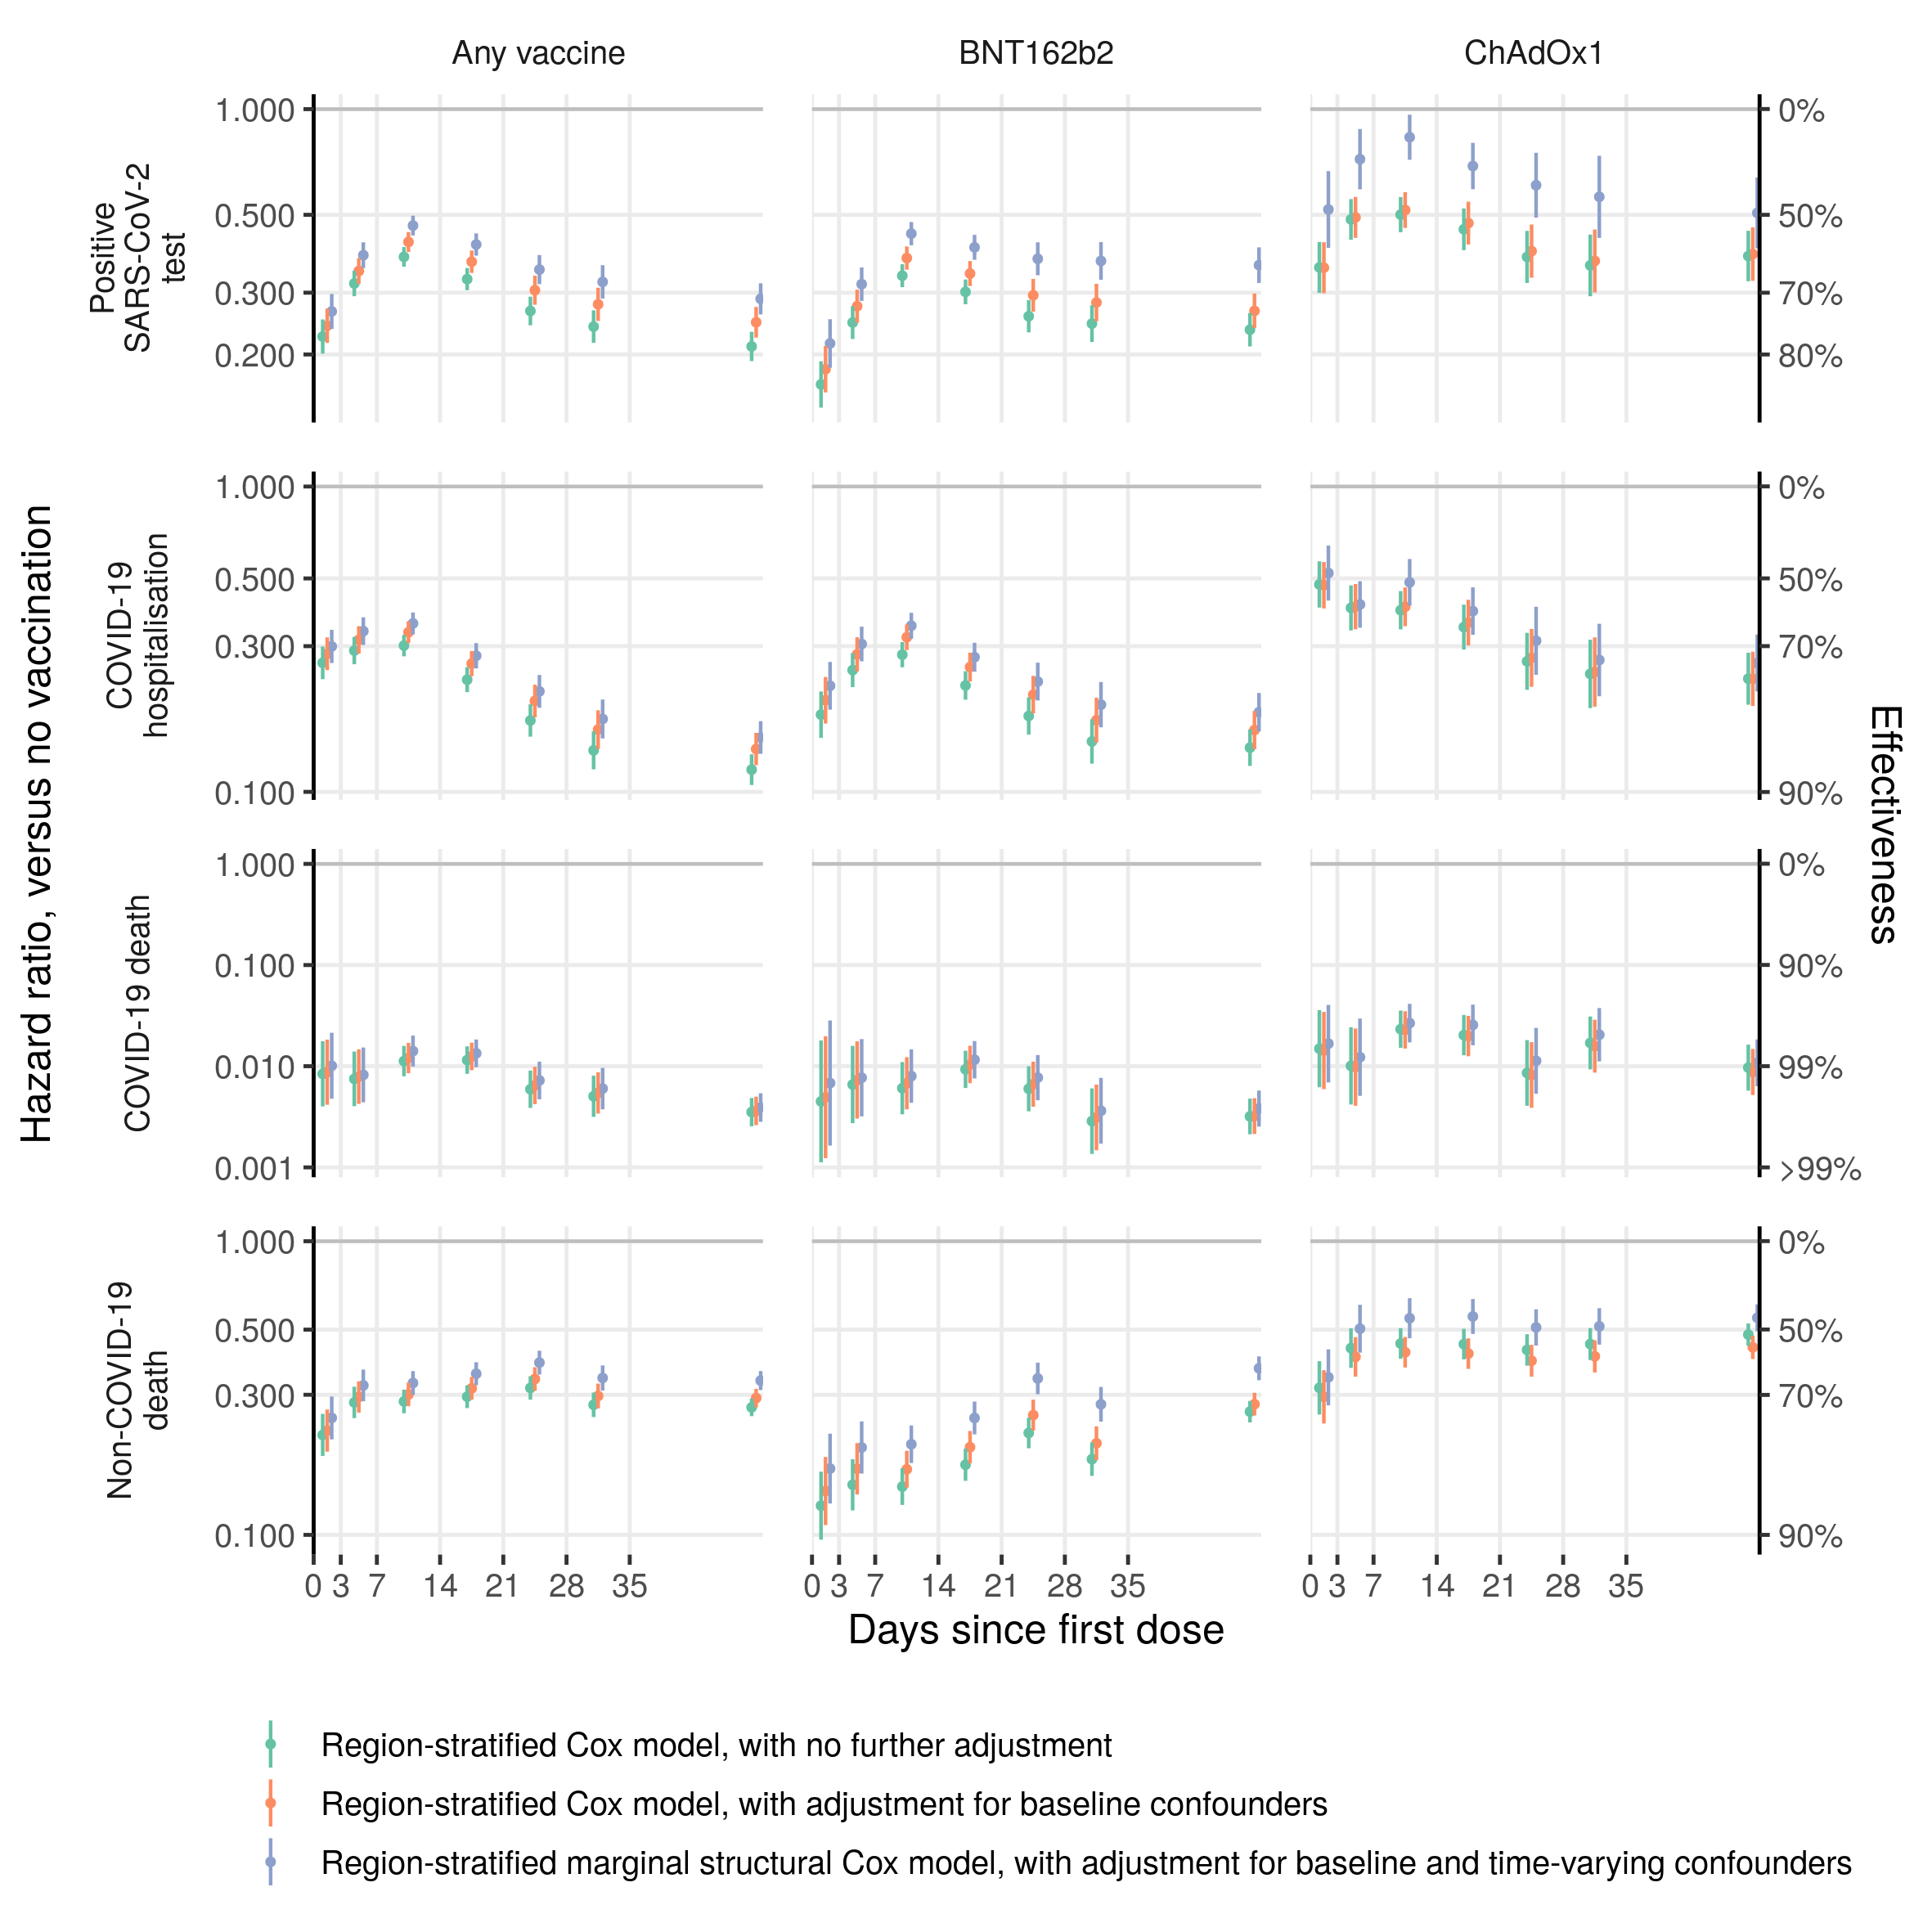 Any vaccine
BNT162b2
ChAdOx1
Hazard ratio, versus no vaccination
Positive
SARS-CoV-2
test
1.000
0.500
0.300
0.200
0%
50%
70%
80%
COVID-19
hospitalisation
1.000
0.500
0.300
0.100
0%
50%
70%
90%
Effectiveness
COVID-19 death
1.000
0.100
0.010
0.001
0%
90%
99%
>99%
Non-COVID-19
death
1.000
0.500
0.300
0.100
0%
50%
70%
90%
0 3 7 14 21 28 35
0 3 7 14 21 28 35
0 3 7 14 21 28 35
Days since first dose
Region-stratified Cox model, with no further adjustment
Region-stratified Cox model, with adjustment for baseline confounders
Region-stratified marginal structural Cox model, with adjustment for baseline and time-varying confounders